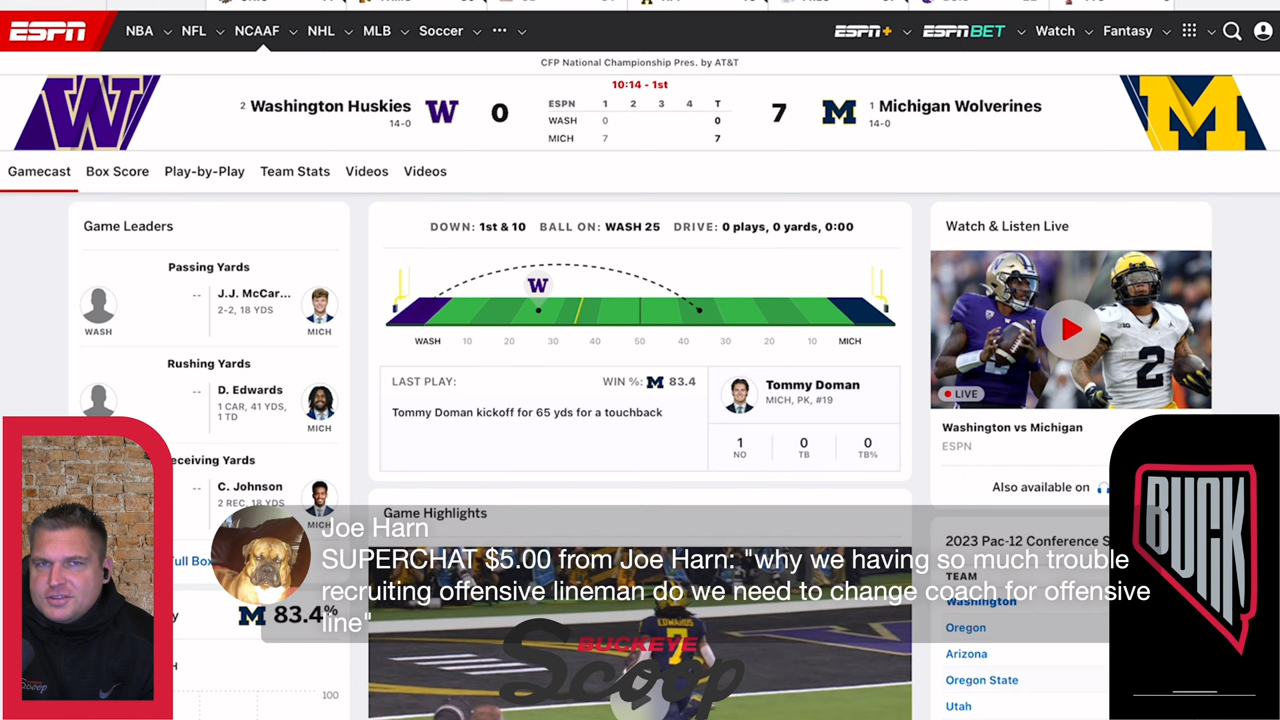 ESPN NBA NFL NCAAF NHL MLB Soccer ••• ESPN+ ESPN BET Watch Fantasy
CFP National Championship Pres. by AT&T
10:14 - 1st
2 Washington Huskies
14-0
W
0
ESPN 1 2 3 4 T
WASH 0 0
MICH 7 7
7
M
1 Michigan Wolverines
14-0
Gamecast Box Score Play-by-Play Team Stats Videos Videos
Game Leaders
Passing Yards
WASH
--
J.J. McCar...
2-2, 18 YDS
MICH
Rushing Yards
--
D. Edwards
1 CAR, 41 YDS,
1 TD
MICH
eceiving Yards
--
C. Johnson
2 REC, 18 YDS
MICH
ull Box
M 83.4%
100
DOWN: 1st & 10 BALL ON: WASH 25 DRIVE: 0 plays, 0 yards, 0:00
W
WASH 10 20 30 40 50 40 30 20 10 MICH
LAST PLAY: WIN %: M 83.4
Tommy Doman kickoff for 65 yds for a touchback
Tommy Doman
MICH, PK, #19
1 0 0
NO TB TB%
Game Highlights
EDWARDS
7
Watch & Listen Live
2
LIVE
Washington vs Michigan
ESPN
Also available on
2023 Pac-12 Conference S
TEAM
Washington
Oregon
Arizona
Oregon State
Utah
Joe Harn
SUPERCHAT $5.00 from Joe Harn: "why we having so much trouble
recruiting offensive lineman do we need to change coach for offensive
line"
BUCKEYE
Scoop
BUCK